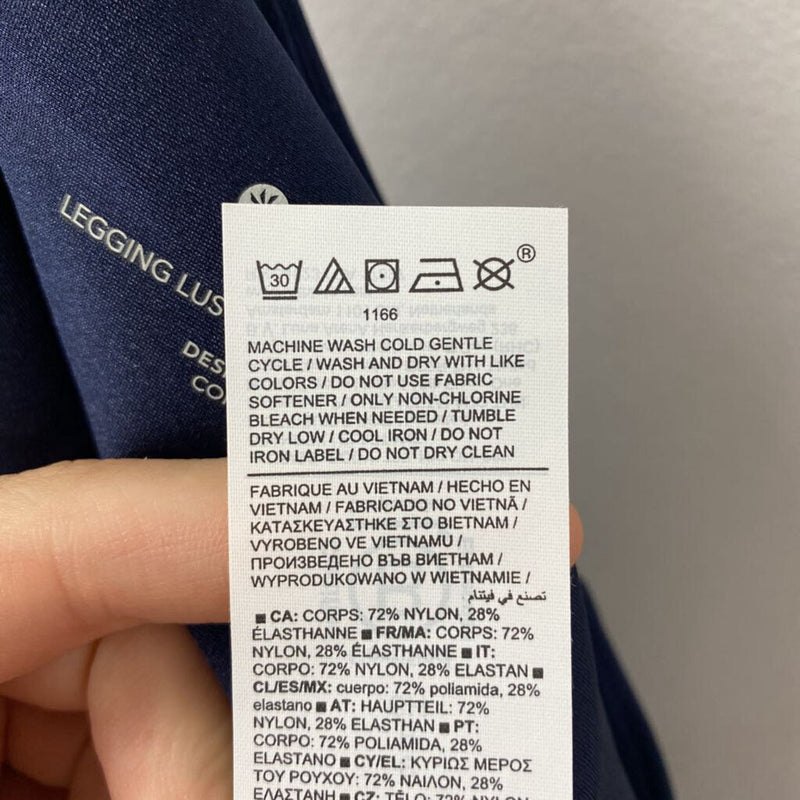 LEGGING LUS
DES
CO
30
®
1166
MACHINE WASH COLD GENTLE
CYCLE / WASH AND DRY WITH LIKE
COLORS / DO NOT USE FABRIC
SOFTENER / ONLY NON-CHLORINE
BLEACH WHEN NEEDED / TUMBLE
DRY LOW / COOL IRON / DO NOT
IRON LABEL / DO NOT DRY CLEAN
FABRIQUE AU VIETNAM / HECHO EN
VIETNAM / FABRICADO NO VIETNÃ /
ΚΑΤΑΣΚΕΥΑΣΤΗΚΕ ΣΤΟ ΒΙΕΤΝΑΜ /
VYROBENO VE VIETNAMU /
ПРОИЗВЕДЕНО ВЪВ ВИЕТНАМ /
WYPRODUKOWANO W WIETNAMIE /
تصنع في فيتنام
■ CA: CORPS: 72% NYLON, 28%
ÉLASTHANNE ■ FR/MA: CORPS: 72%
NYLON, 28% ÉLASTHANNE ■ IT:
CORPO: 72% NYLON, 28% ELASTAN ■
CL/ES/MX: cuerpo: 72% poliamida, 28%
elastano ■ AT: HAUPTTEIL: 72%
NYLON, 28% ELASTHAN ■ PT:
CORPO: 72% POLIAMIDA, 28%
ELASTANO ■ CY/EL: ΚΥΡΙΩΣ ΜΕΡΟΣ
ΤΟΥ ΡΟΥΧΟΥ: 72% ΝΑΙΛΟΝ, 28%
ΕΛΑΣΤΑΝΗ ■ CZ: TĚLO: 72% NYLON,